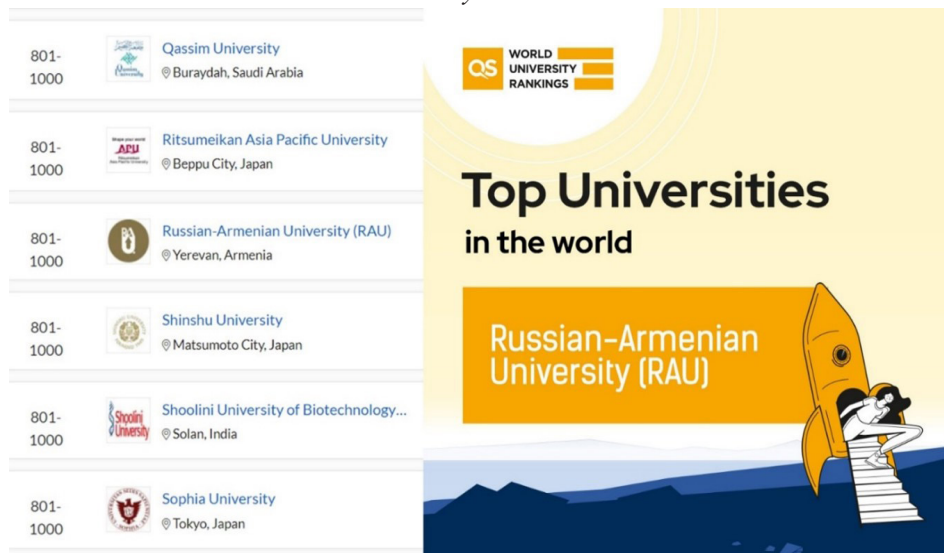 y
801-
1000
Qassim University
Buraydah, Saudi Arabia
801-
1000
APU
Ritsumeikan Asia Pacific University
Beppu City, Japan
801-
1000
Russian-Armenian University (RAU)
Yerevan, Armenia
801-
1000
Shinshu University
Matsumoto City, Japan
801-
1000
Shoolini
University
Shoolini University of Biotechnology...
Solan, India
801-
1000
Sophia University
Tokyo, Japan
QS
WORLD
UNIVERSITY
RANKINGS
Top Universities
in the world
Russian-Armenian
University (RAU)